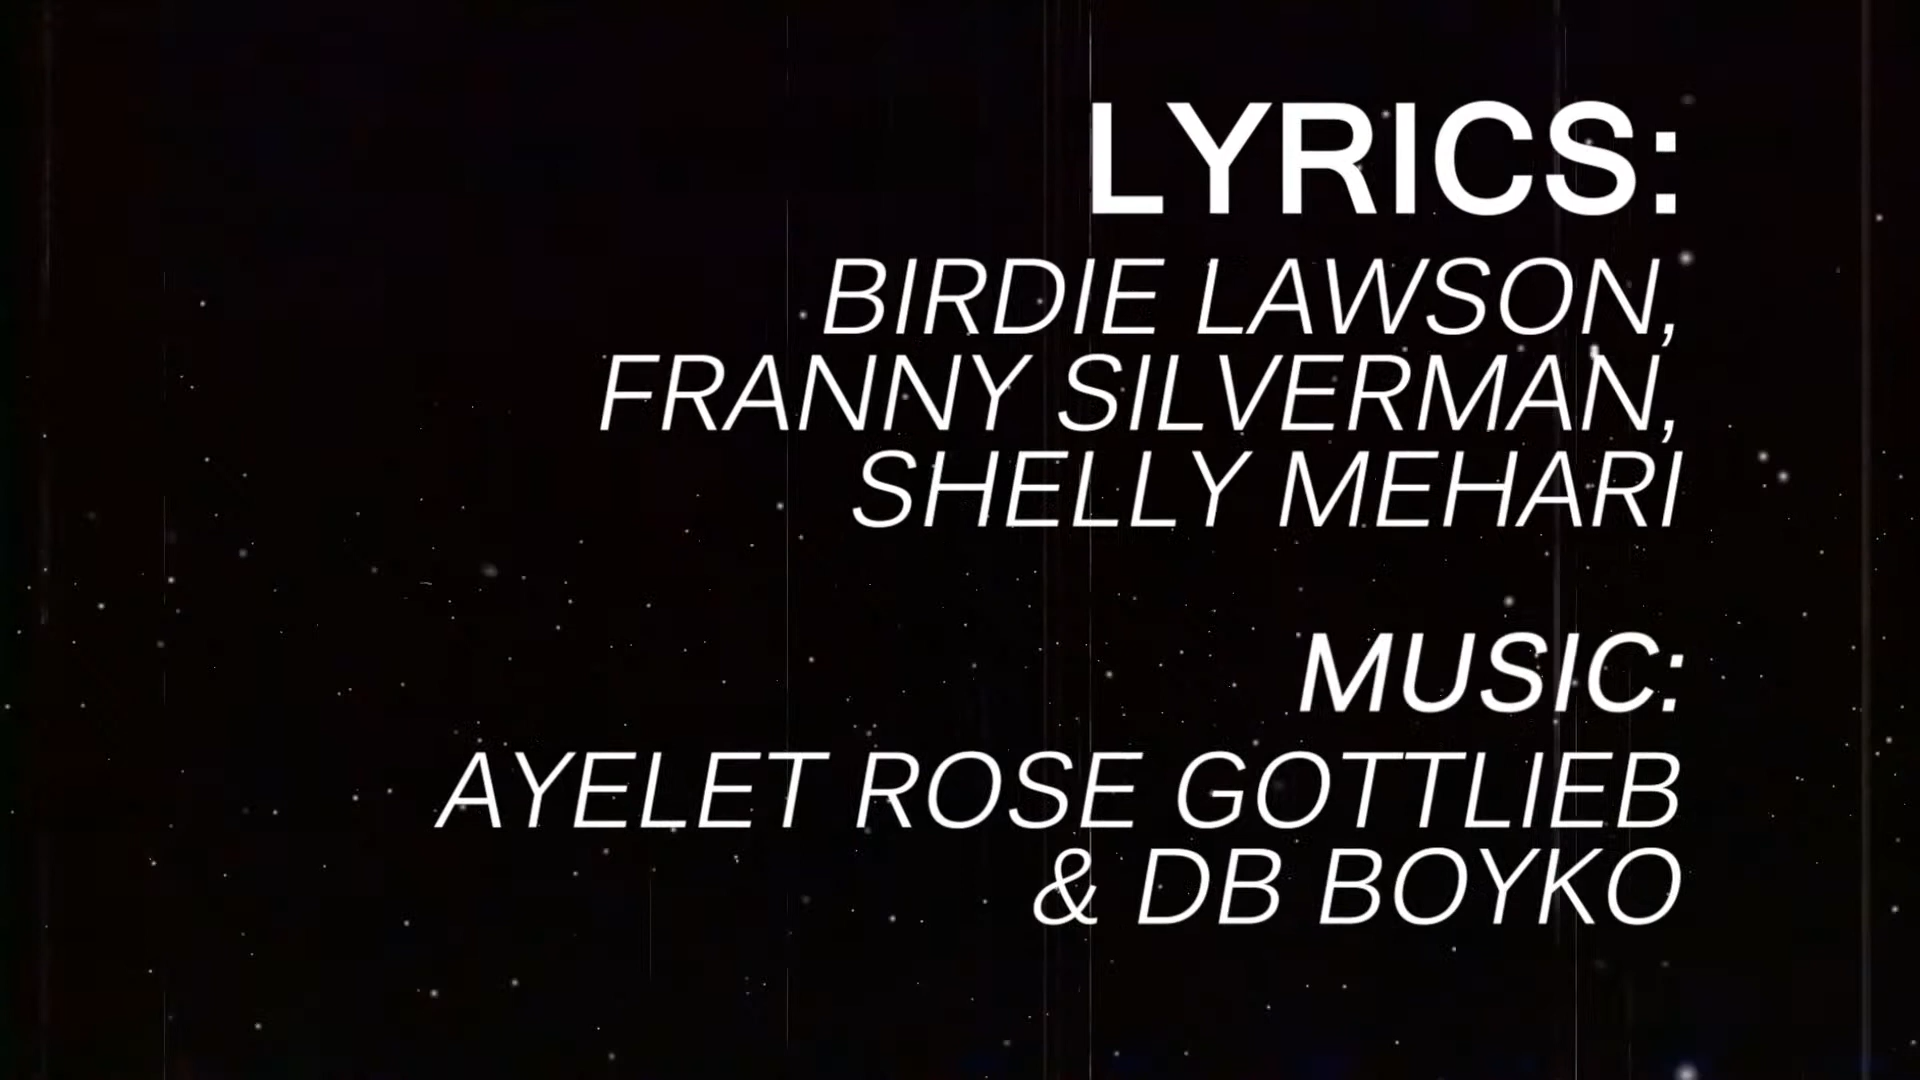 LYRICS:
BIRDIE LAWSON,
FRANNY SILVERMAN,
SHELLY MEHARI
MUSIC:
AYELET ROSE GOTTLIEB
& DB BOYKO